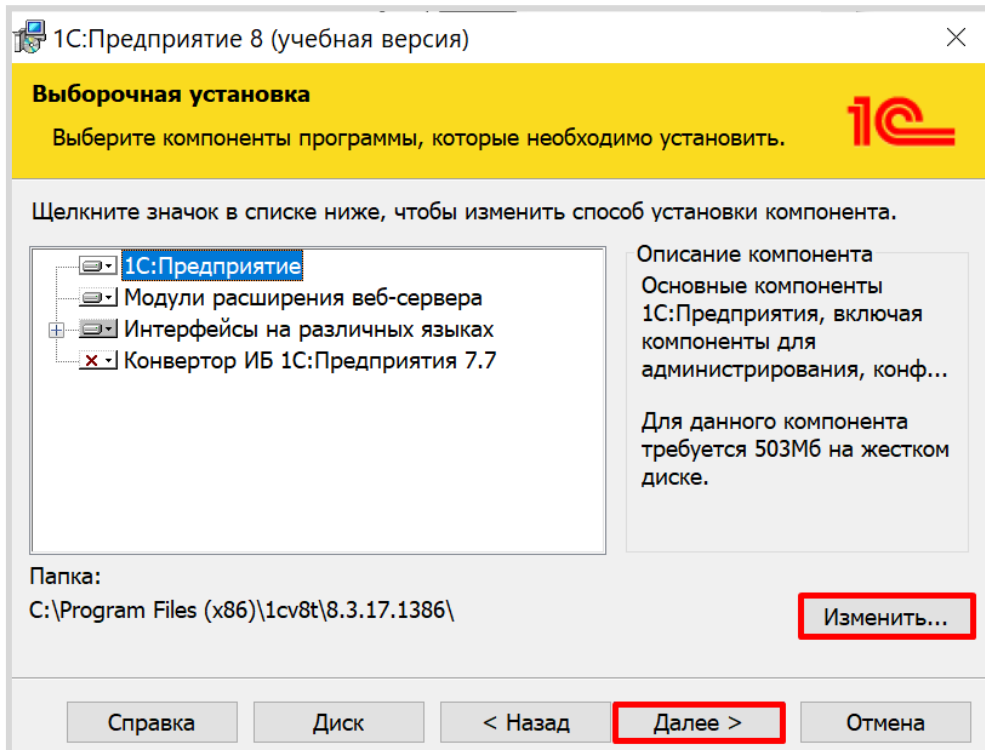 1С:Предприятие 8 (учебная версия)
Выборочная установка
Выберите компоненты программы, которые необходимо установить.
1С
Щелкните значок в списке ниже, чтобы изменить способ установки компонента.
1С:Предприятие
Модули расширения веб-сервера
Интерфейсы на различных языках
Конвертор ИБ 1С:Предприятия 7.7
Описание компонента
Основные компоненты
1С:Предприятия, включая
компоненты для
администрирования, конф...
Для данного компонента
требуется 503Мб на жестком
диске.
Папка:
C:\Program Files (x86)\1cv8t\8.3.17.1386\
Изменить...
Справка
Диск
< Назад
Далее >
Отмена